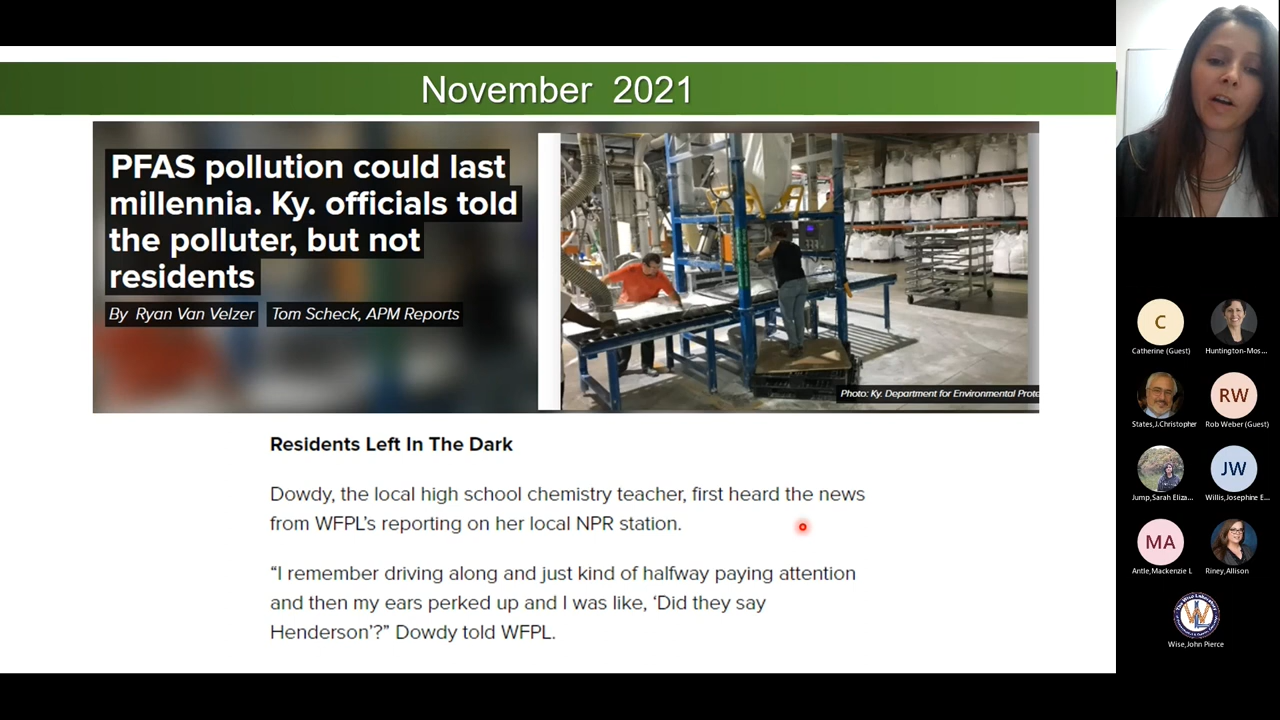 November 2021
PFAS pollution could last
millennia. Ky. officials told
the polluter, but not
residents
By Ryan Van Velzer Tom Scheck, APM Reports
Photo: Ky. Department for Environmental Prote
Residents Left In The Dark
Dowdy, the local high school chemistry teacher, first heard the news
from WFPL’s reporting on her local NPR station.
“I remember driving along and just kind of halfway paying attention
and then my ears perked up and I was like, ‘Did they say
Henderson’?” Dowdy told WFPL.
C
Catherine (Guest)
Huntington-Mos...
States,J.Christopher
RW
Rob Weber (Guest)
Jump,Sarah Eliza...
JW
Willis,Josephine E...
MA
Antle,Mackenzie L
Riney,Allison
Wise,John Pierce